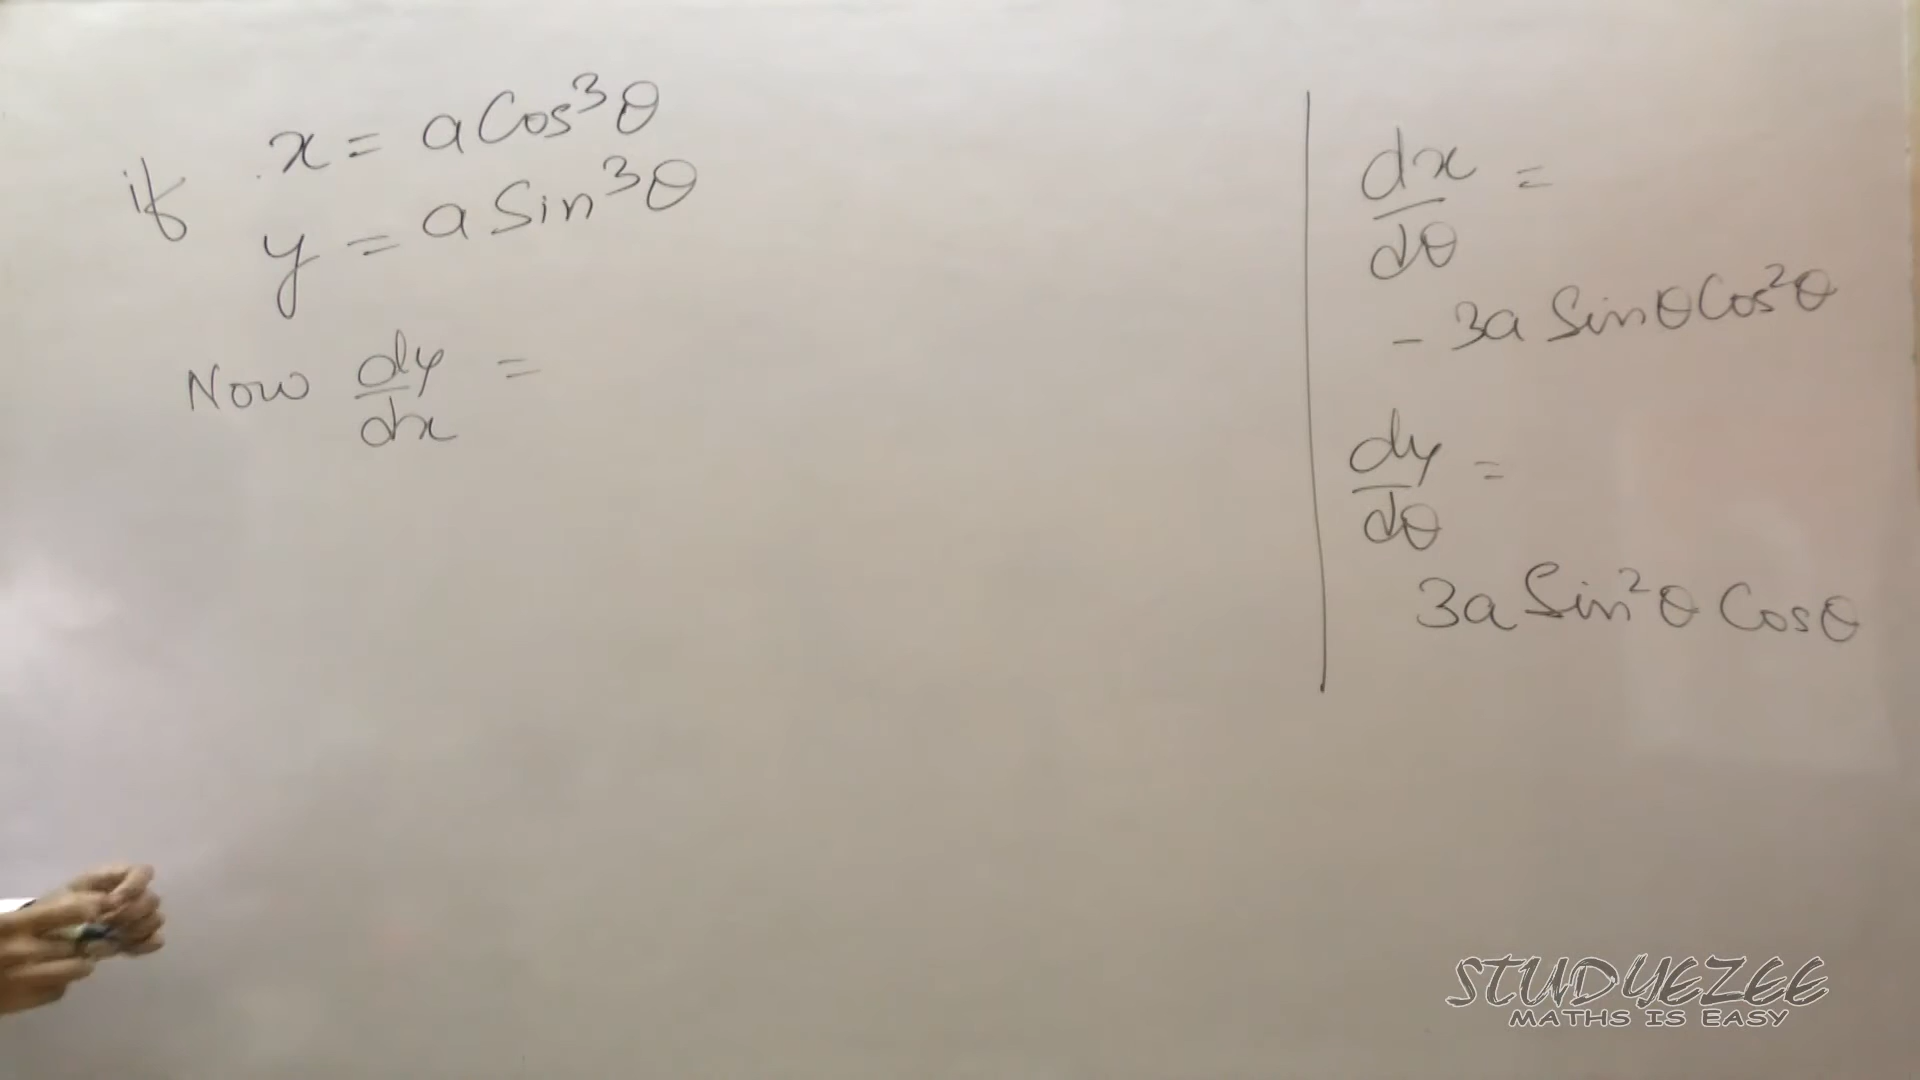 if x = a Cos³θ
y = a Sin³θ
Now dy/dx =
dx/dθ =
- 3a Sinθ Cos²θ
dy/dθ =
3a Sin²θ Cosθ
STUDYEZEE
MATHS IS EASY